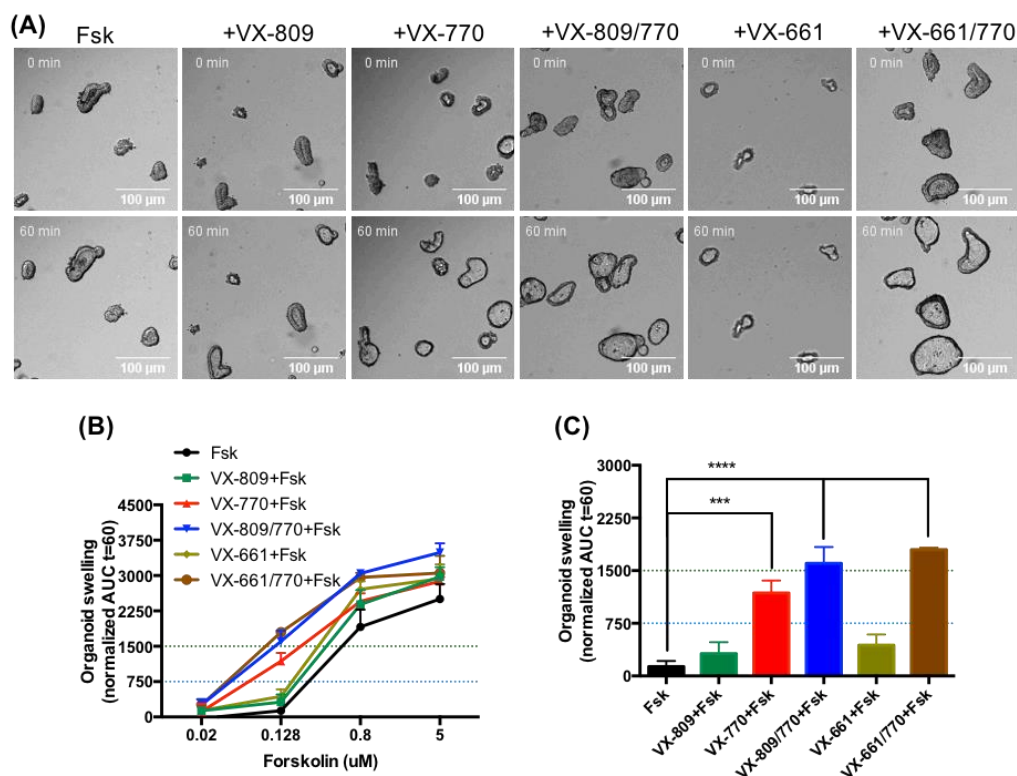 (A)
Fsk +VX-809 +VX-770 +VX-809/770 +VX-661 +VX-661/770
0 min 0 min 0 min 0 min 0 min 0 min
100 µm 100 µm 100 µm 100 µm 100 µm 100 µm
60 min 60 min 60 min 60 min 60 min 60 min
100 µm 100 µm 100 µm 100 µm 100 µm 100 µm
(B)
Fsk
VX-809+Fsk
VX-770+Fsk
VX-809/770+Fsk
VX-661+Fsk
VX-661/770+Fsk
Organoid swelling
(normalized AUC t=60)
4500
3750
3000
2250
1500
750
0
0.02 0.128 0.8 5
Forskolin (uM)
(C)
Organoid swelling
(normalized AUC t=60)
3000
2250
1500
750
0
****
***
Fsk
VX-809+Fsk
VX-770+Fsk
VX-809/770+Fsk
VX-661+Fsk
VX-661/770+Fsk